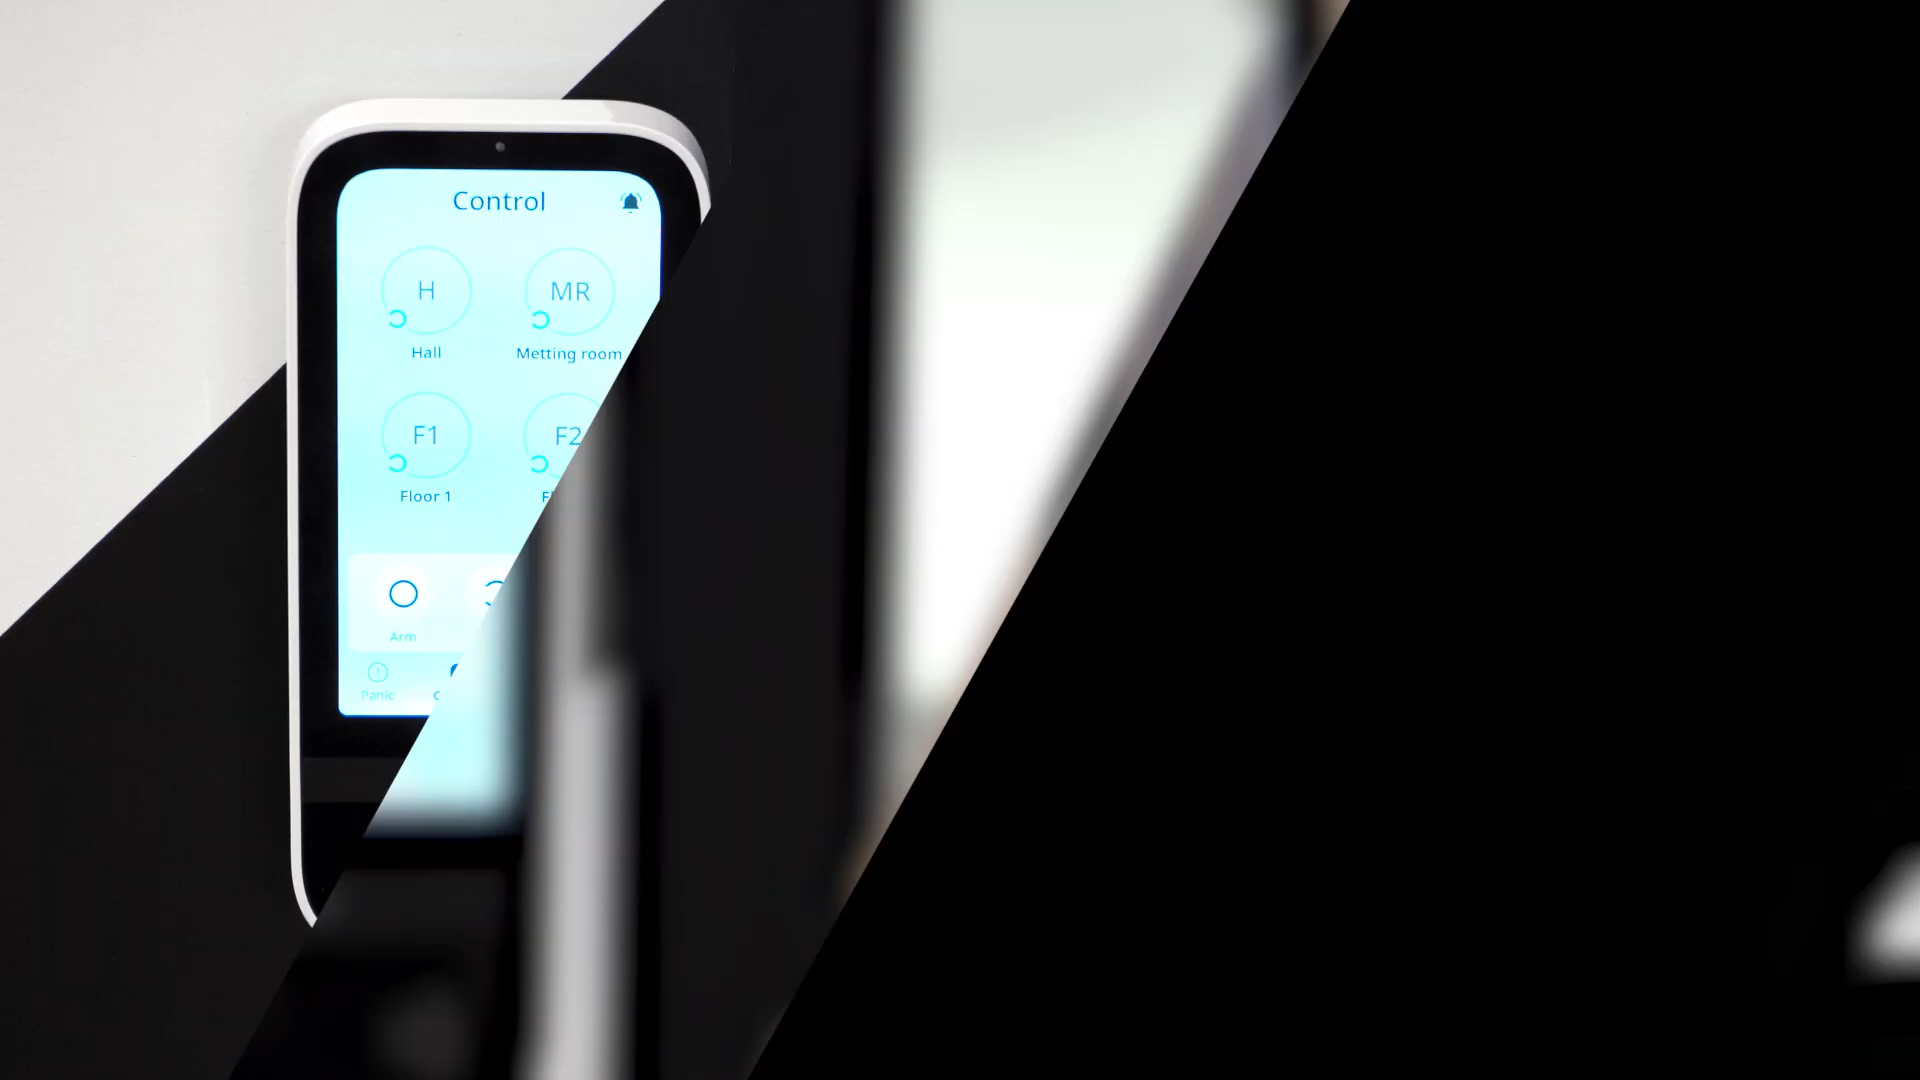 Control
H
MR
Hall
Metting room
F1
F2
Floor 1
Arm
Panic